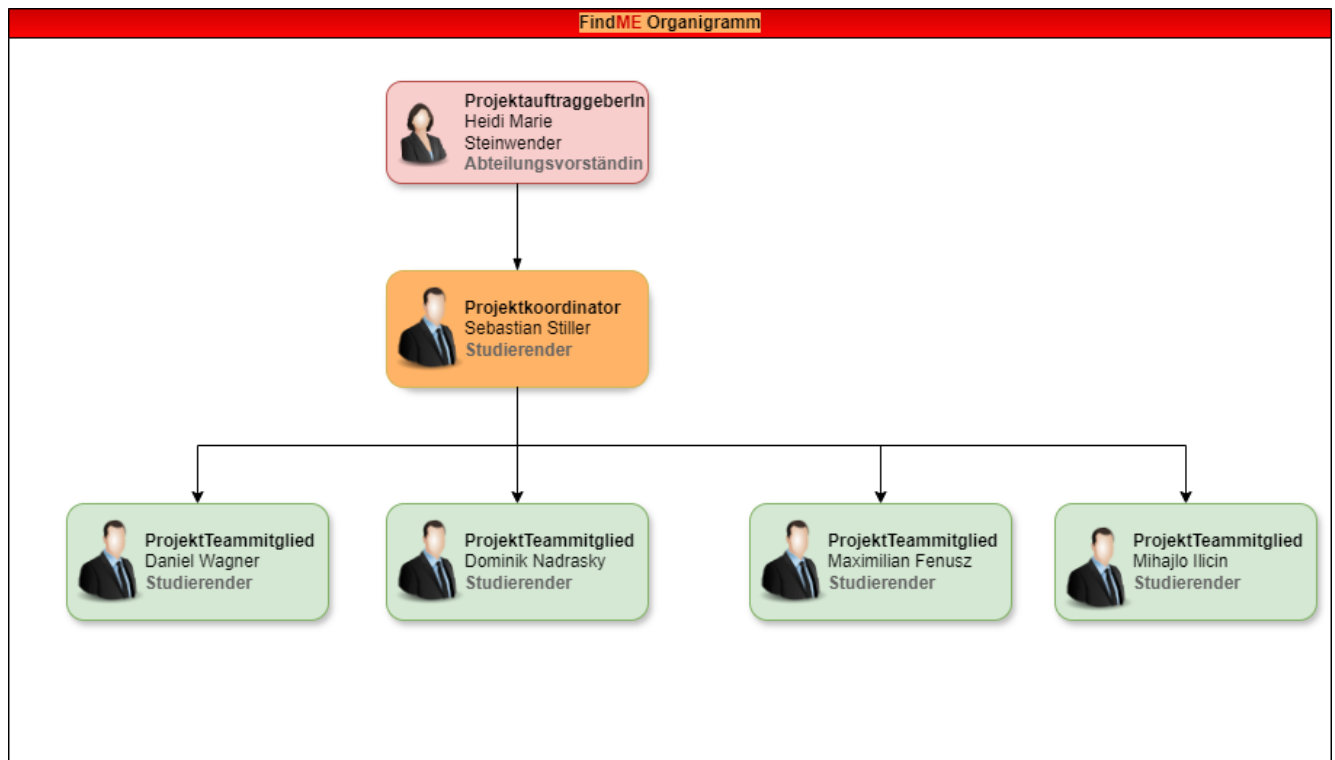 FindME Organigramm
ProjektauftraggeberIn
Heidi Marie
Steinwender
Abteilungsvorständin
Projektkoordinator
Sebastian Stiller
Studierender
ProjektTeammitglied
Daniel Wagner
Studierender
ProjektTeammitglied
Dominik Nadrasky
Studierender
ProjektTeammitglied
Maximilian Fenusz
Studierender
ProjektTeammitglied
Mihajlo Ilicin
Studierender